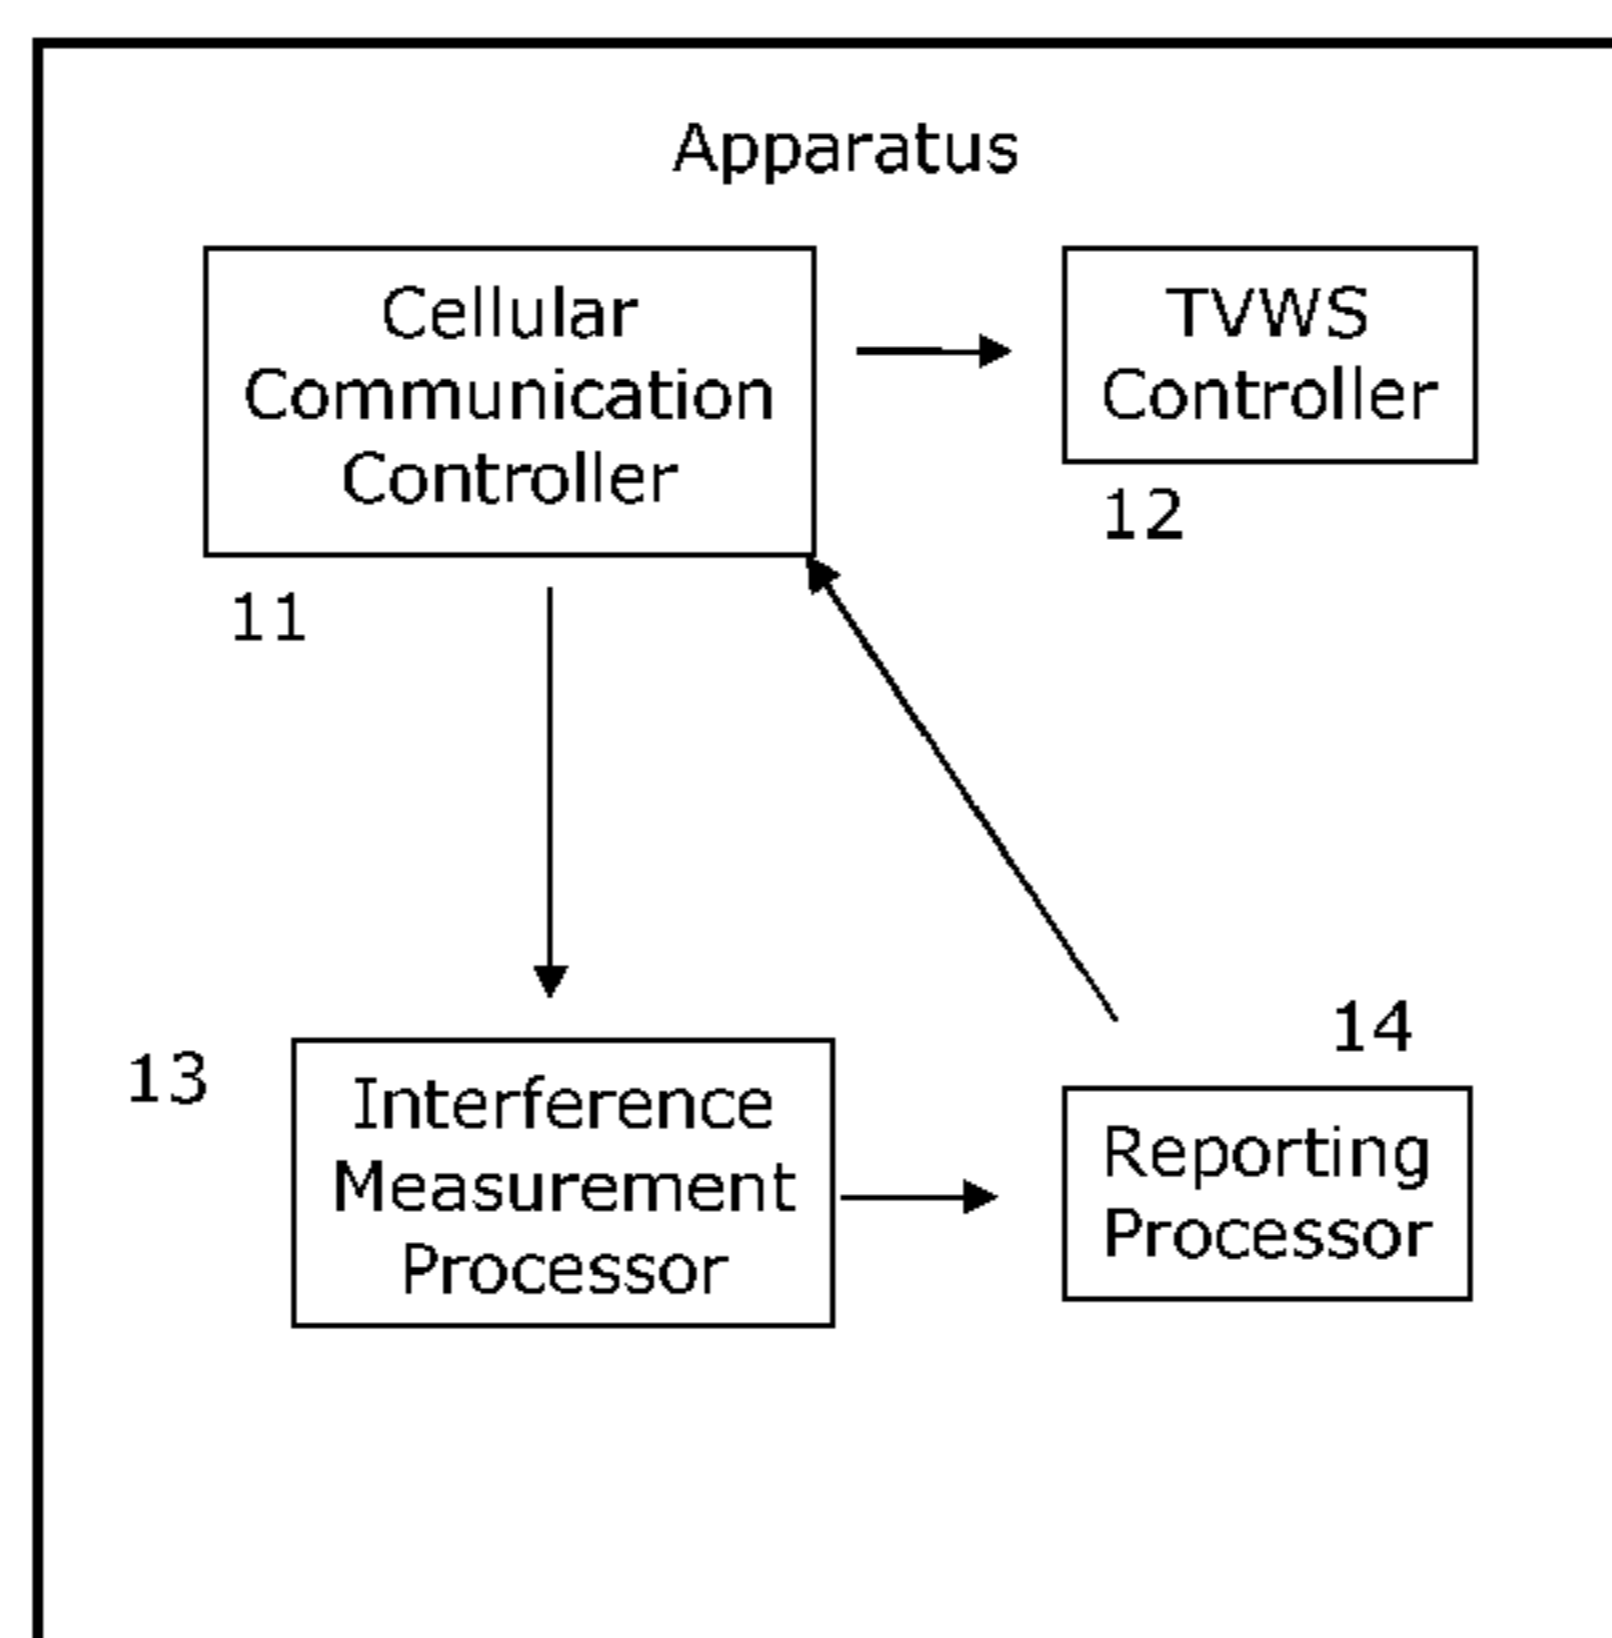 Apparatus
Cellular
Communication
Controller
11
TVWS
Controller
12
13
Interference
Measurement
Processor
14
Reporting
Processor